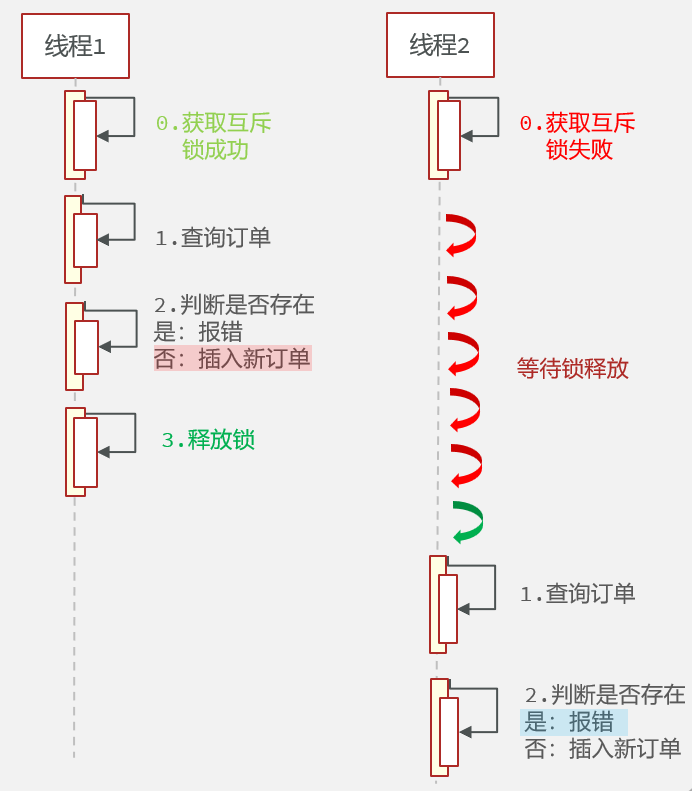 线程1
线程2
0.获取互斥
锁成功
0.获取互斥
锁失败
1.查询订单
2.判断是否存在
是: 报错
否: 插入新订单
等待锁释放
3.释放锁
1.查询订单
2.判断是否存在
是: 报错
否: 插入新订单